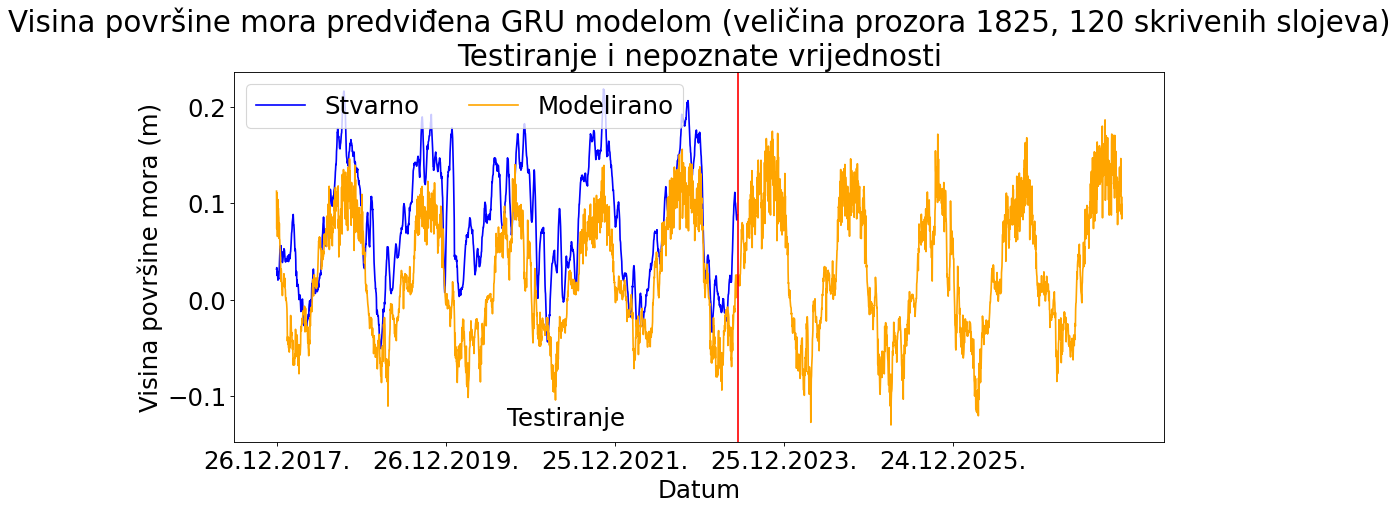 Visina površine mora predviđena GRU modelom (veličina prozora 1825, 120 skrivenih slojeva)
Testiranje i nepoznate vrijednosti
Stvarno Modelirano
Visina površine mora (m)
0.2
0.1
0.0
−0.1
Testiranje
26.12.2017. 26.12.2019. 25.12.2021. 25.12.2023. 24.12.2025.
Datum